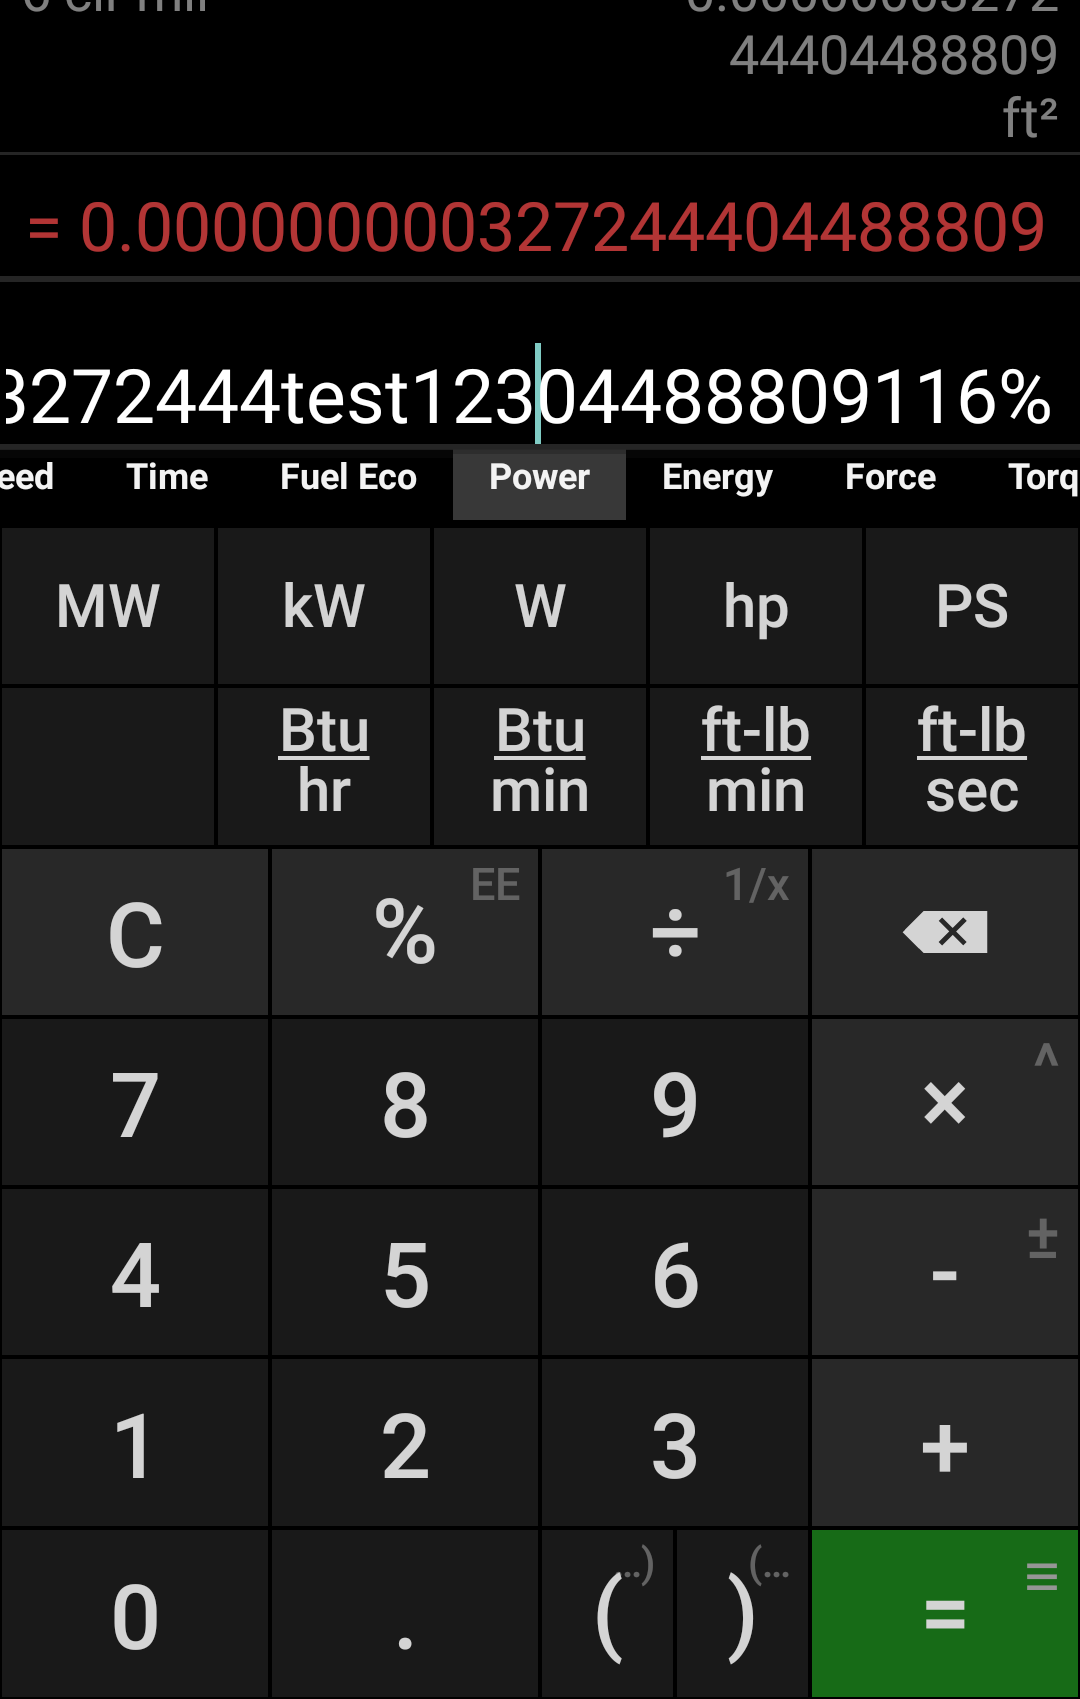 44404488809
ft²
= 0.000000000327244404488809
3272444test12304488809116%
eed Time Fuel Eco Power Energy Force Torq
MW kW W hp PS
Btu Btu ft-lb ft-lb
hr min min sec
C % EE ÷ 1/x
7 8 9 × ^
4 5 6 - ±
1 2 3 +
0 . ( ..) ) (... = ≡